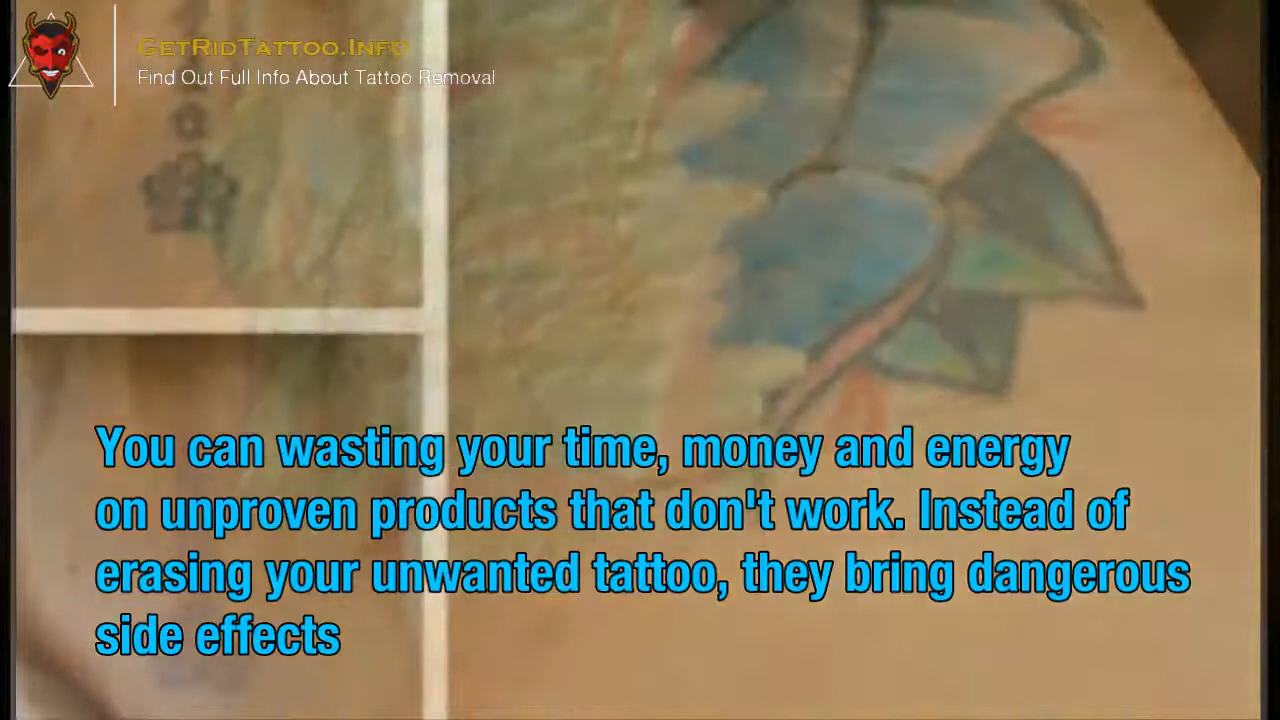 GetRidTattoo.Info
Find Out Full Info About Tattoo Removal
You can wasting your time, money and energy
on unproven products that don't work. Instead of
erasing your unwanted tattoo, they bring dangerous
side effects